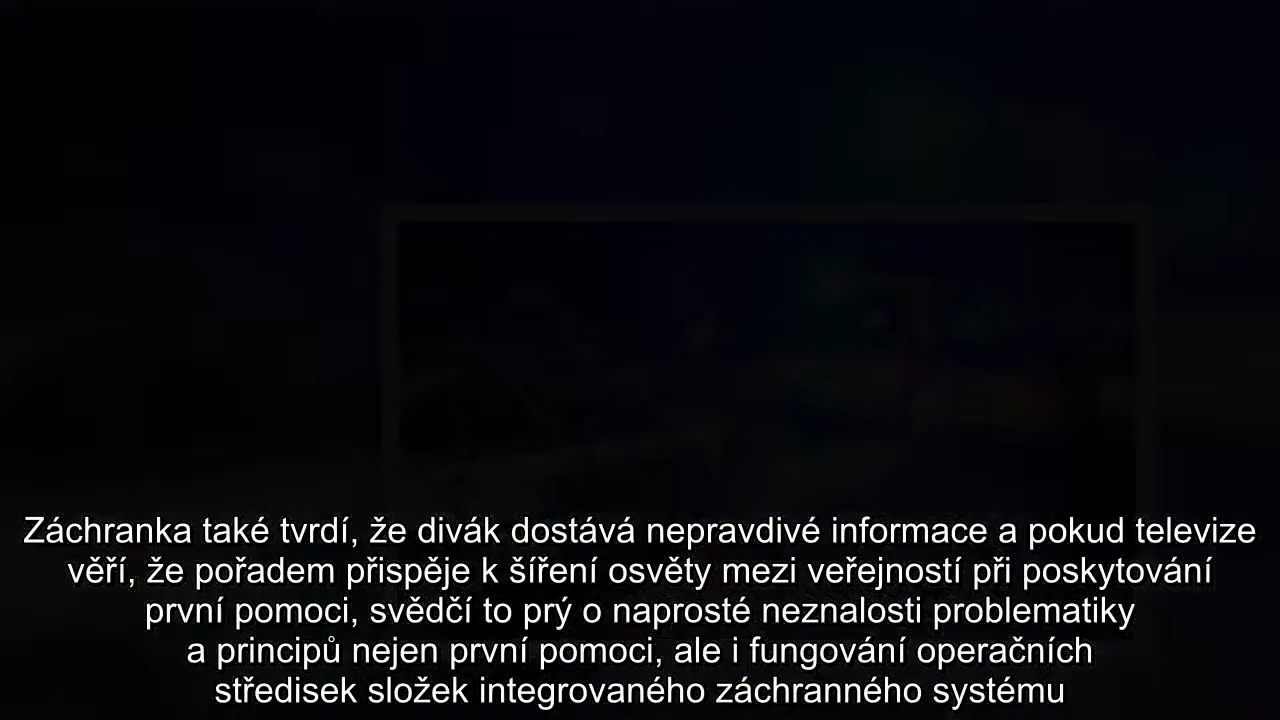 Záchranka také tvrdí, že divák dostává nepravdivé informace a pokud televize
věří, že pořadem přispěje k šíření osvěty mezi veřejností při poskytování
první pomoci, svědčí to prý o naprosté neznalosti problematiky
a principů nejen první pomoci, ale i fungování operačních
středisek složek integrovaného záchranného systému